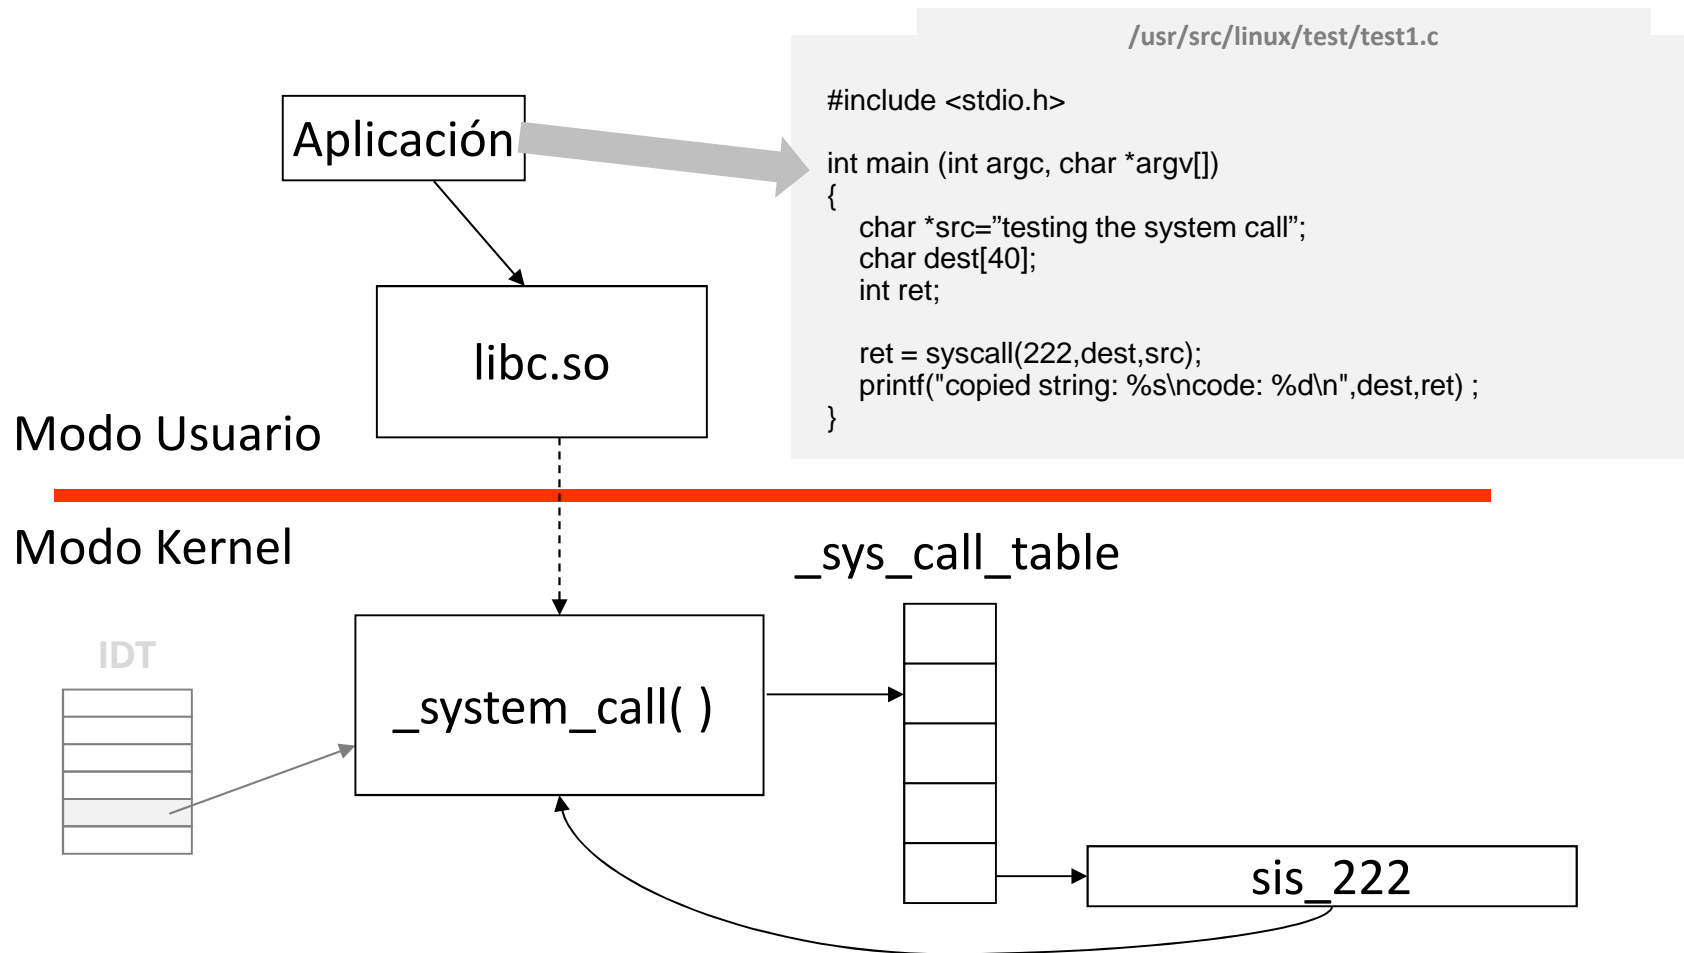 /usr/src/linux/test/test1.c
#include <stdio.h>
int main (int argc, char *argv[])
{
char *src=”testing the system call”;
char dest[40];
int ret;
ret = syscall(222,dest,src);
printf("copied string: %s\ncode: %d\n",dest,ret) ;
}
Aplicación
libc.so
Modo Usuario
Modo Kernel
_sys_call_table
IDT
_system_call( )
sis_222